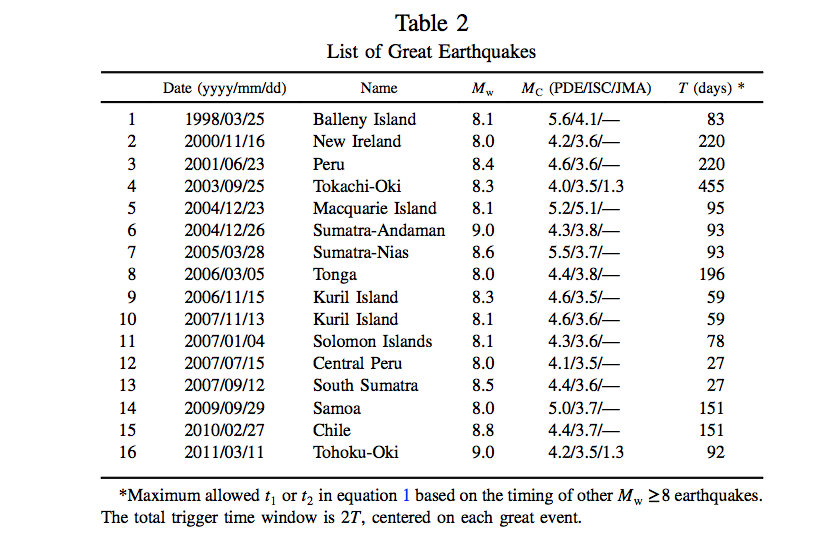 Table 2
List of Great Earthquakes
Date (yyyy/mm/dd) Name Mw MC (PDE/ISC/JMA) T (days) *
1 1998/03/25 Balleny Island 8.1 5.6/4.1/— 83
2 2000/11/16 New Ireland 8.0 4.2/3.6/— 220
3 2001/06/23 Peru 8.4 4.6/3.6/— 220
4 2003/09/25 Tokachi-Oki 8.3 4.0/3.5/1.3 455
5 2004/12/23 Macquarie Island 8.1 5.2/5.1/— 95
6 2004/12/26 Sumatra-Andaman 9.0 4.3/3.8/— 93
7 2005/03/28 Sumatra-Nias 8.6 5.5/3.7/— 93
8 2006/03/05 Tonga 8.0 4.4/3.8/— 196
9 2006/11/15 Kuril Island 8.3 4.6/3.5/— 59
10 2007/11/13 Kuril Island 8.1 4.6/3.6/— 59
11 2007/01/04 Solomon Islands 8.1 4.3/3.6/— 78
12 2007/07/15 Central Peru 8.0 4.1/3.5/— 27
13 2007/09/12 South Sumatra 8.5 4.4/3.6/— 27
14 2009/09/29 Samoa 8.0 5.0/3.7/— 151
15 2010/02/27 Chile 8.8 4.4/3.7/— 151
16 2011/03/11 Tohoku-Oki 9.0 4.2/3.5/1.3 92
*Maximum allowed t1 or t2 in equation 1 based on the timing of other Mw ≥8 earthquakes.
The total trigger time window is 2T, centered on each great event.